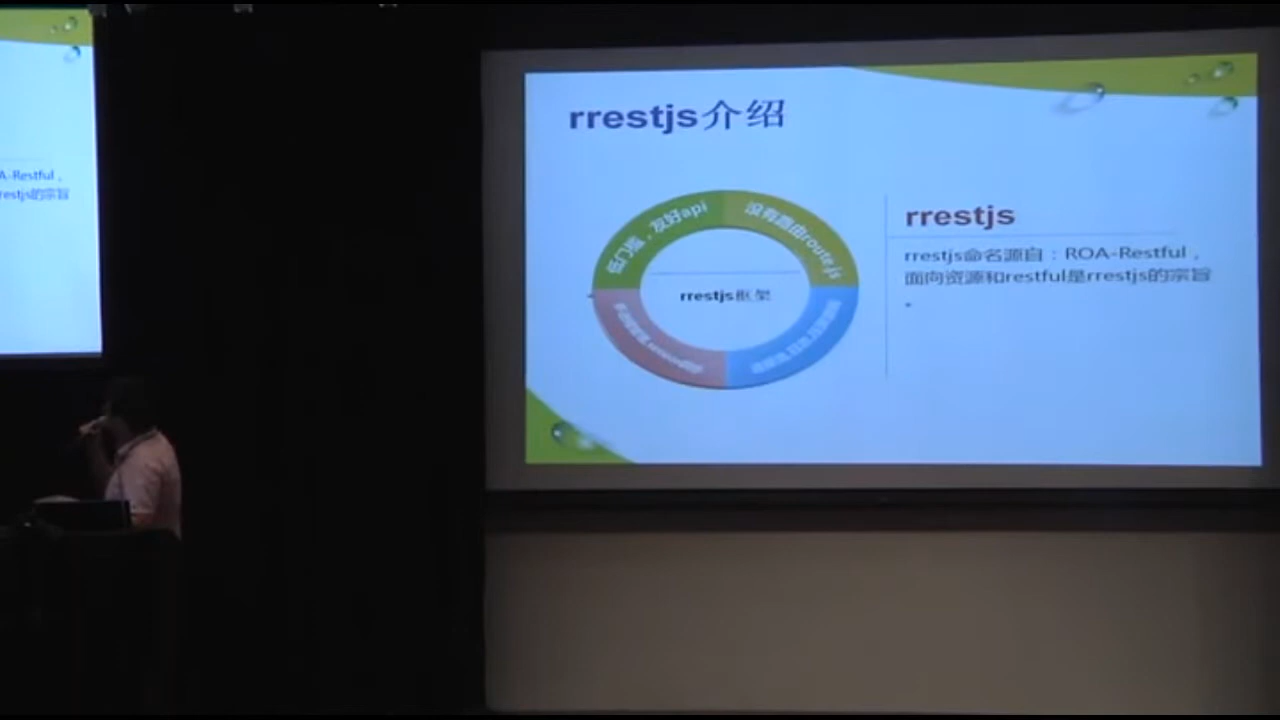 A-Restful，
restjs的宗旨
rrestjs介绍
低门槛，友好api
没有路由route.js
rrestjs框架
rrestjs
rrestjs命名源自：ROA-Restful，
面向资源和restful是rrestjs的宗旨
。